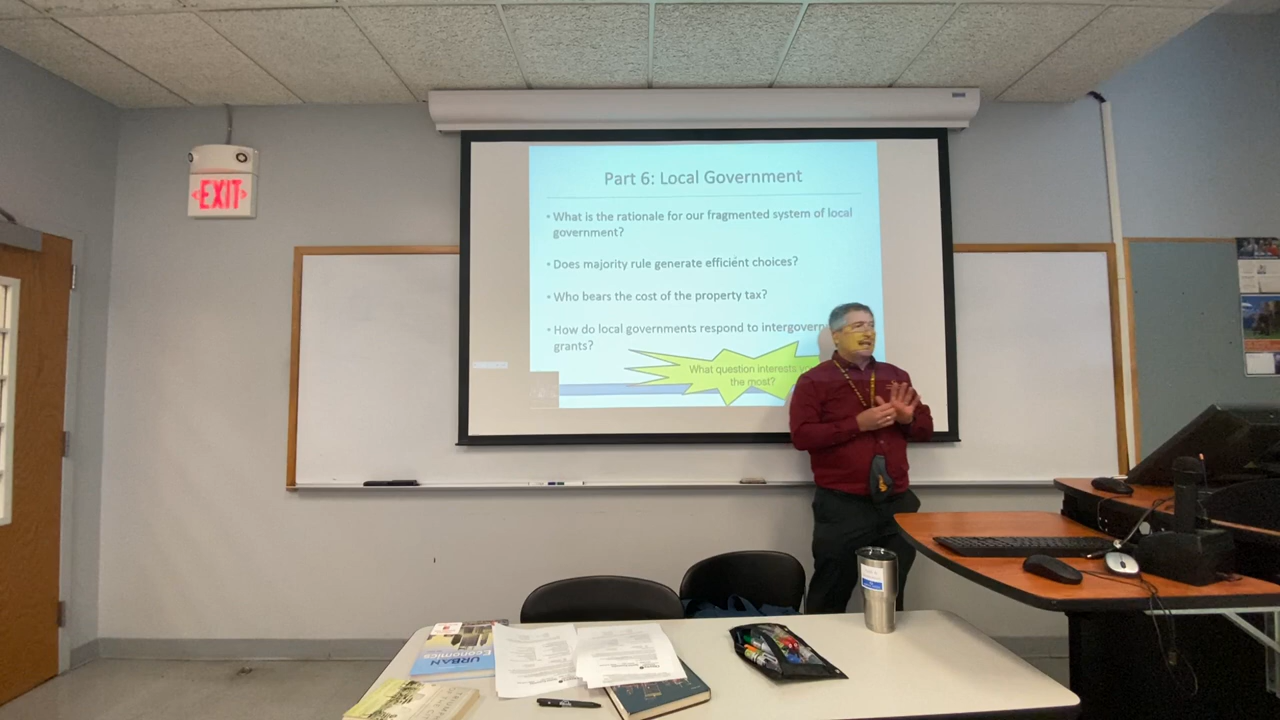 EXIT
Part 6: Local Government
• What is the rationale for our fragmented system of local
government?
• Does majority rule generate efficient choices?
• Who bears the cost of the property tax?
• How do local governments respond to intergovern
grants?
What question interests
the most?
URBAN
Economics